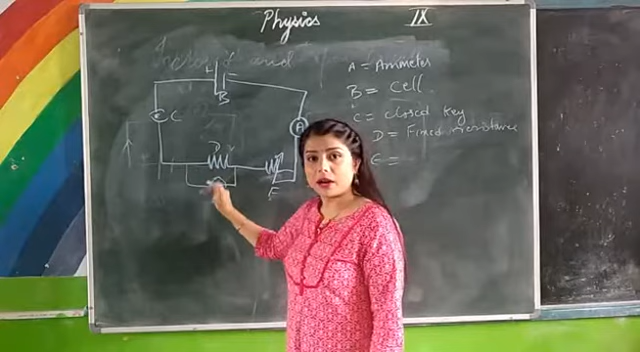 Physics
IX
A = Ammeter
B = Cell
C = closed Key
D = Fixed resistance
E =
B
C
A
D
E